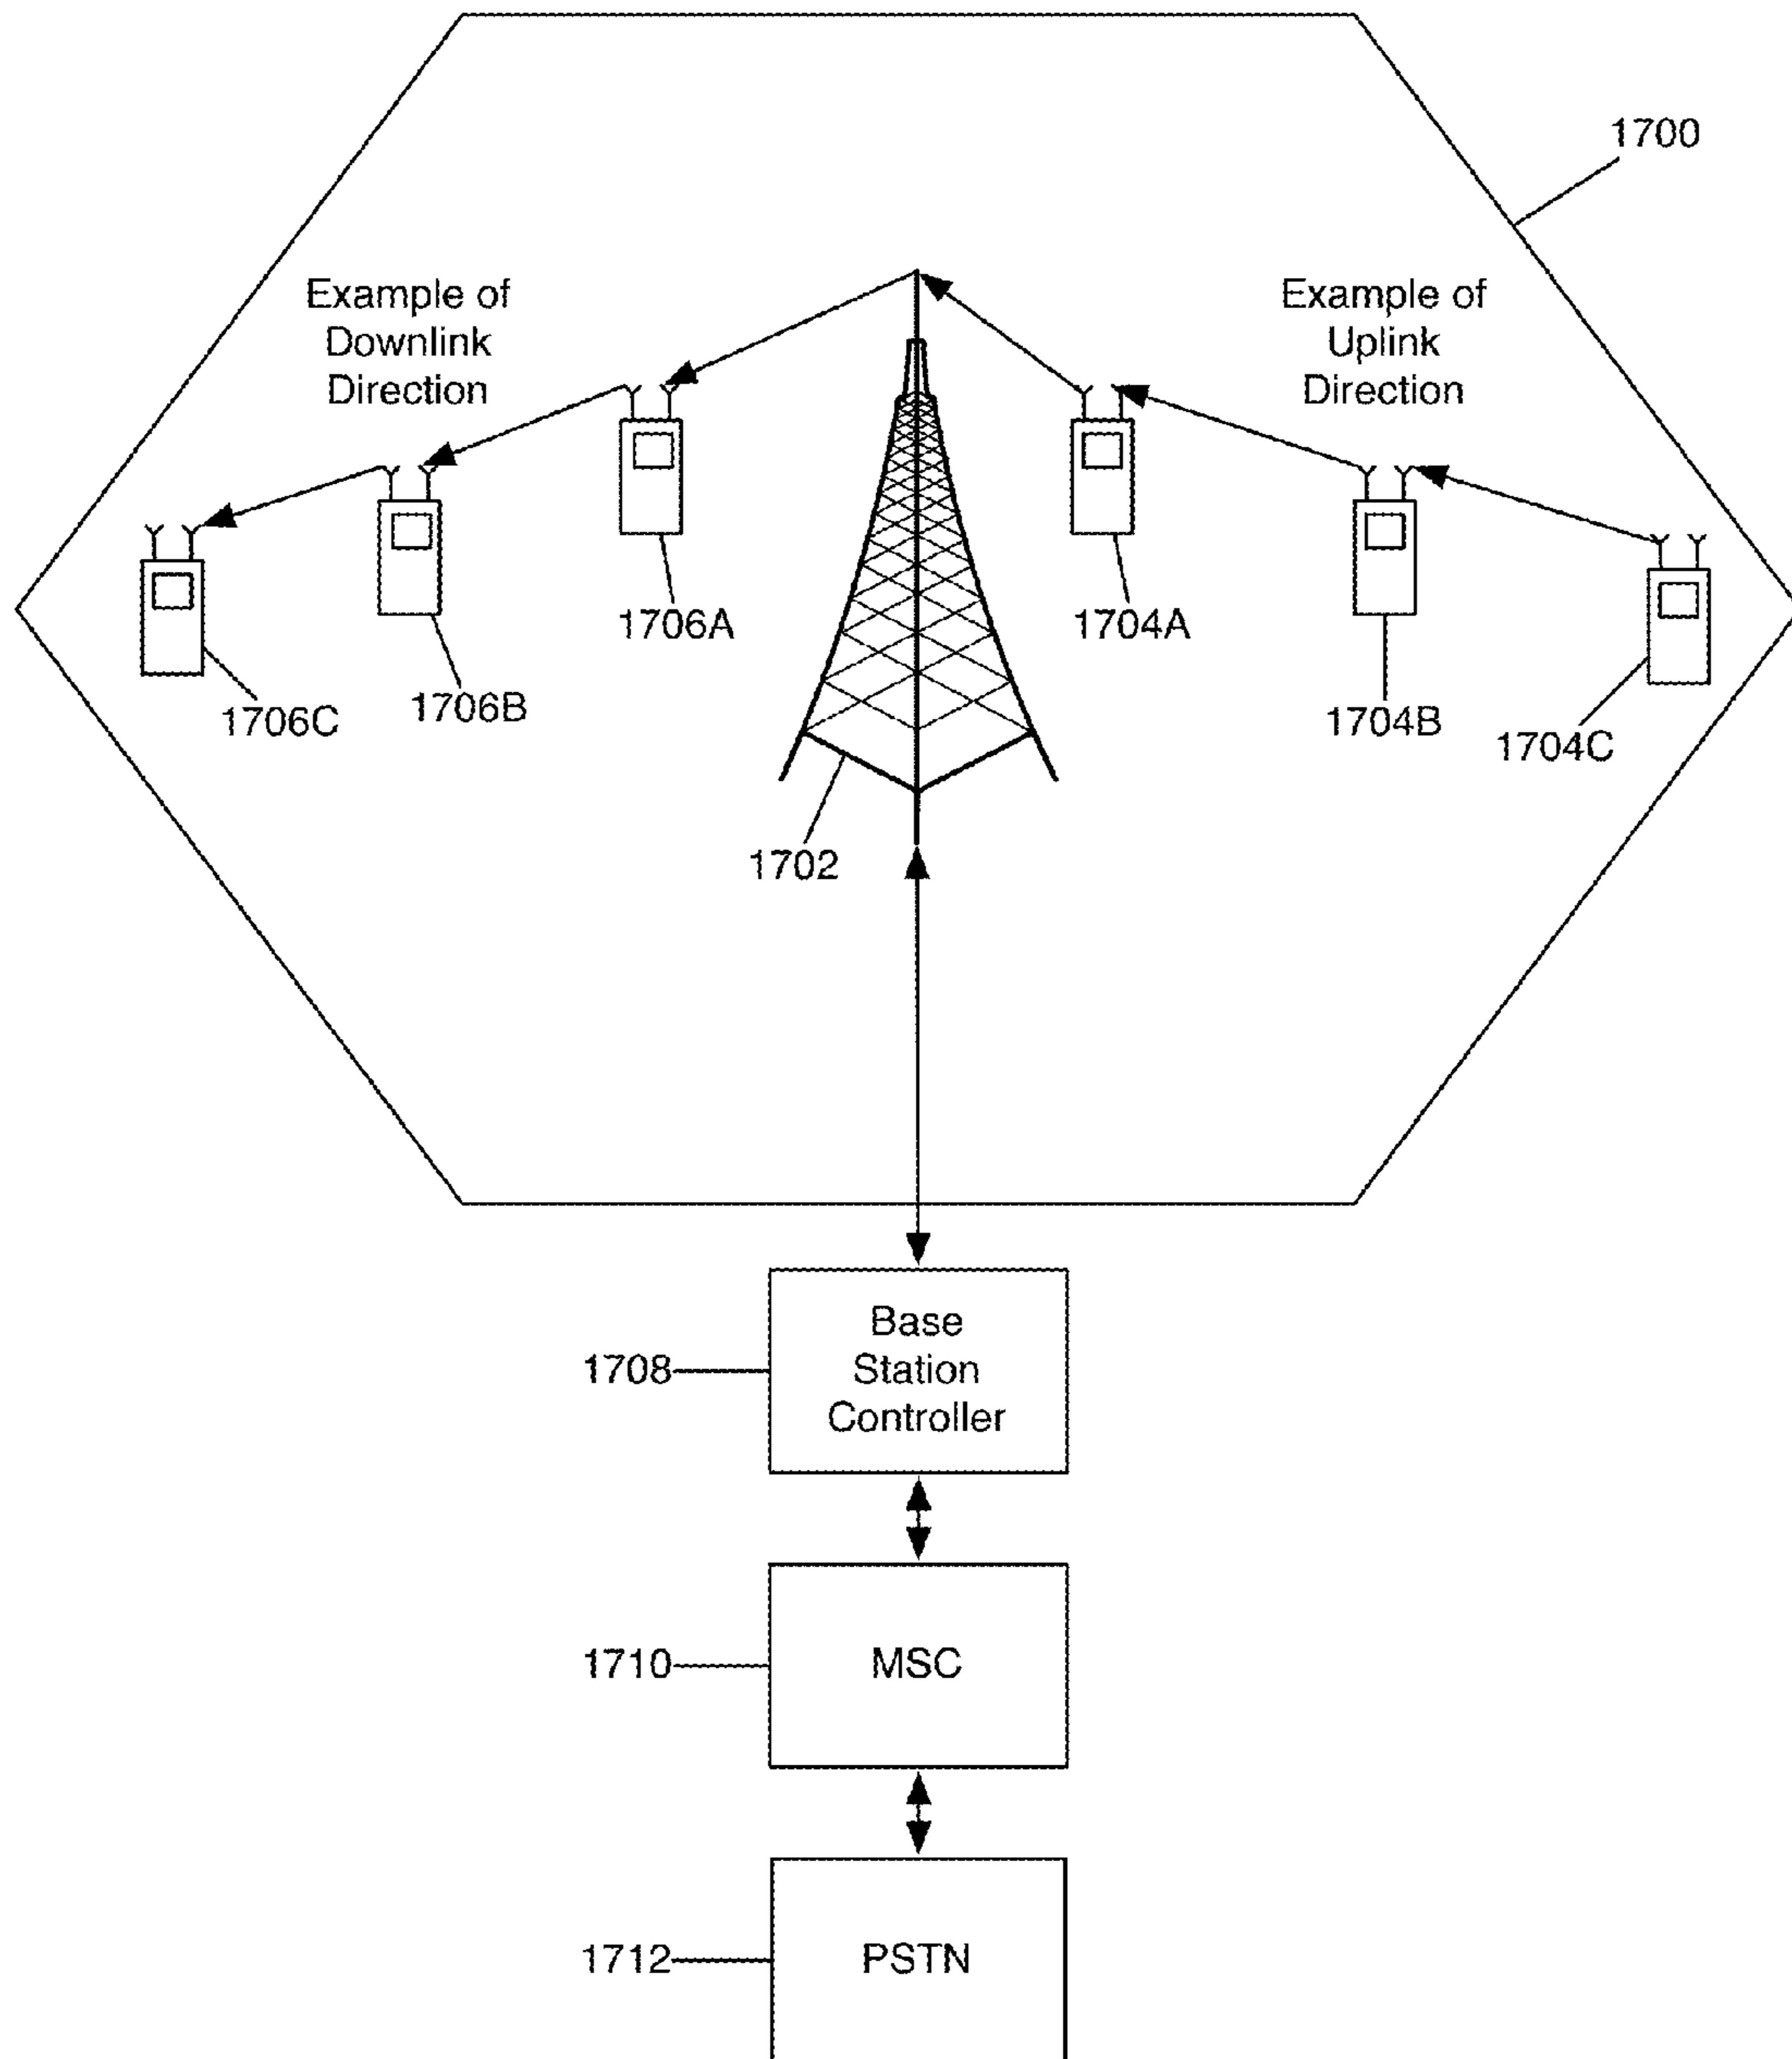 1700
Example of
Downlink
Direction
Example of
Uplink
Direction
1706A
1704A
1706C
1706B
1704B
1704C
1702
Base
Station
Controller
1708
MSC
1710
PSTN
1712